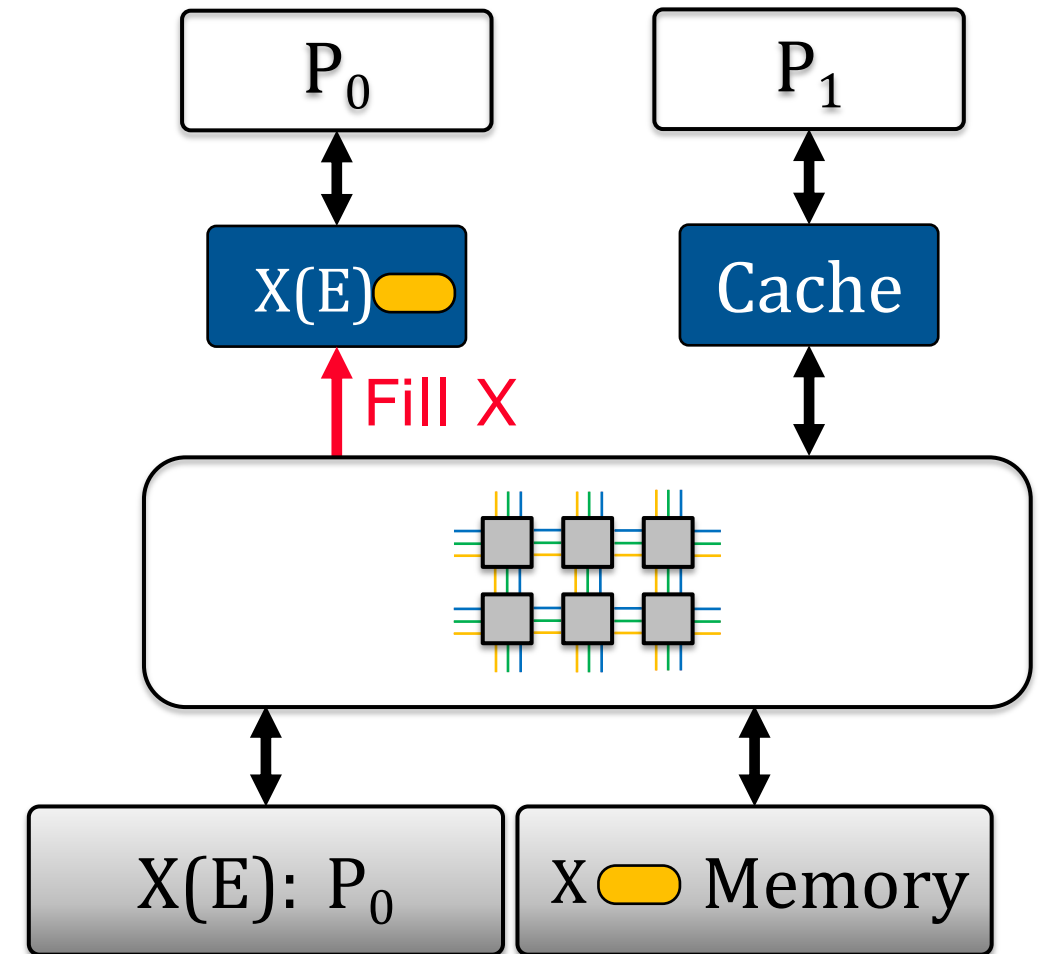 P₀
P₁
X(E)
Cache
Fill X
X(E): P₀
X Memory